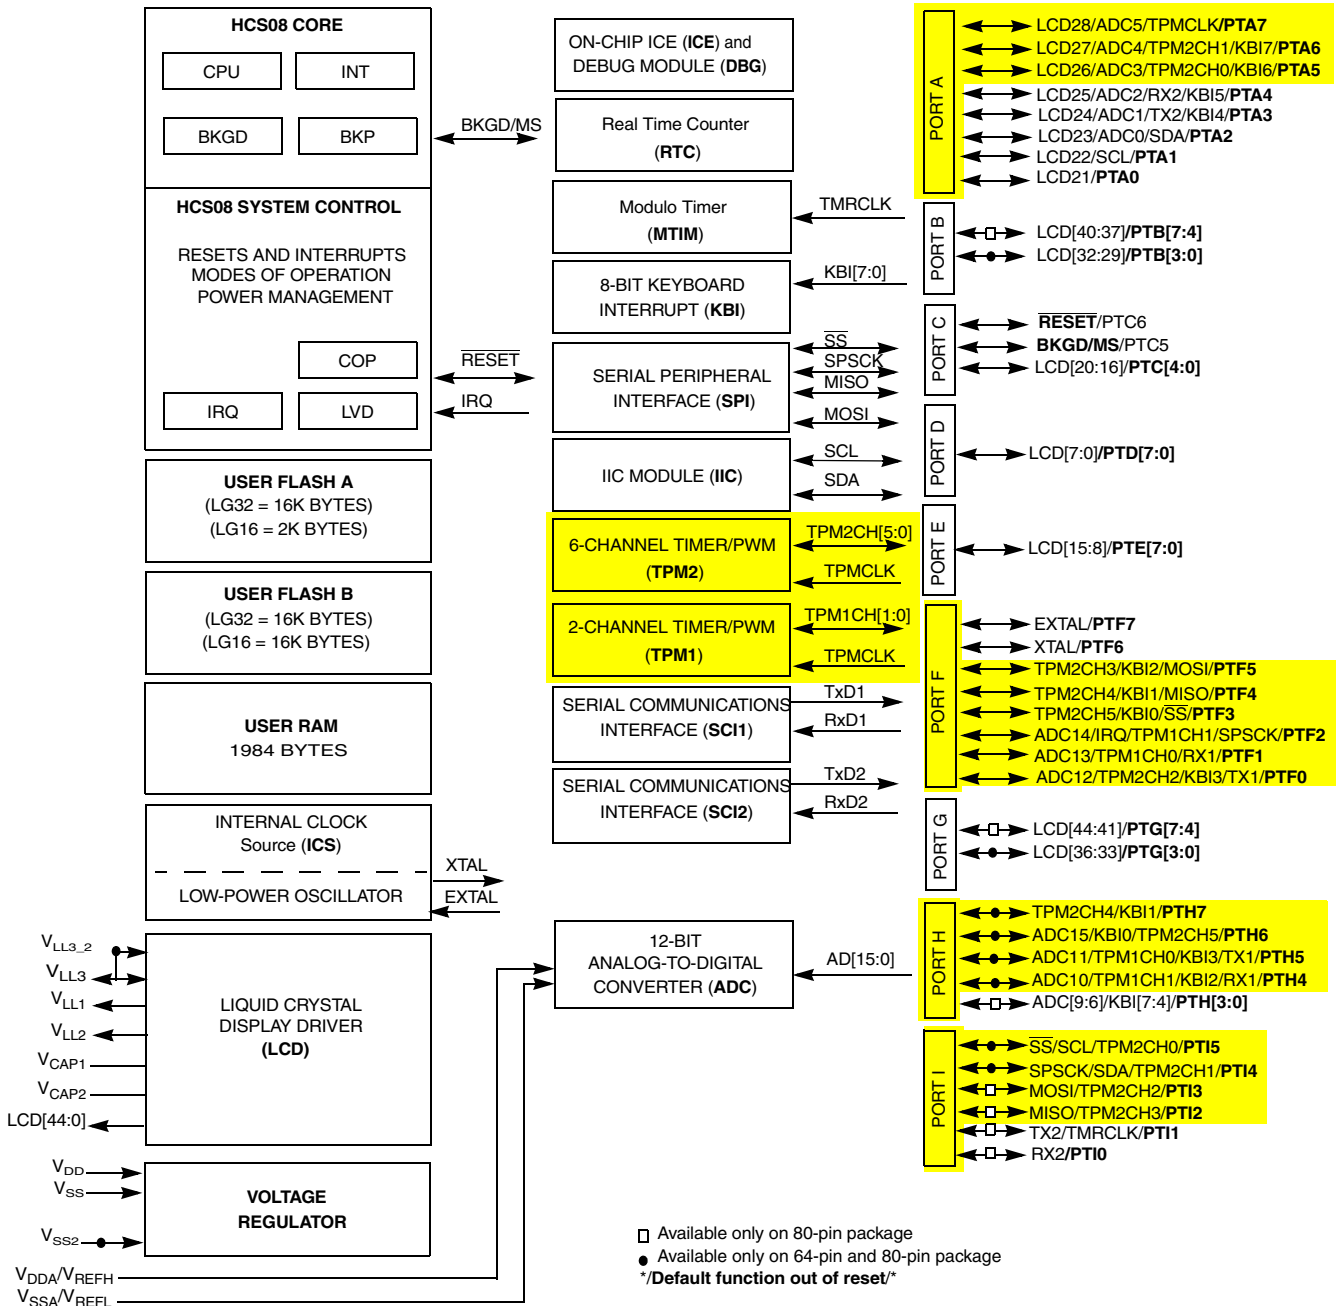 HCS08 CORE
CPU
INT
BKGD
BKP
HCS08 SYSTEM CONTROL
RESETS AND INTERRUPTS
MODES OF OPERATION
POWER MANAGEMENT
COP
IRQ
LVD
BKGD/MS
RESET
IRQ
USER FLASH A
(LG32 = 16K BYTES)
(LG16 = 2K BYTES)
USER FLASH B
(LG32 = 16K BYTES)
(LG16 = 16K BYTES)
USER RAM
1984 BYTES
INTERNAL CLOCK
Source (ICS)
LOW-POWER OSCILLATOR
XTAL
EXTAL
VLL3_2
VLL3
VLL1
VLL2
VCAP1
VCAP2
LCD[44:0]
LIQUID CRYSTAL
DISPLAY DRIVER
(LCD)
VDD
VSS
VSS2
VOLTAGE
REGULATOR
VDDA/VREFH
VSSA/VREFL
ON-CHIP ICE (ICE) and
DEBUG MODULE (DBG)
Real Time Counter
(RTC)
Modulo Timer
(MTIM)
TMRCLK
8-BIT KEYBOARD
INTERRUPT (KBI)
KBI[7:0]
SERIAL PERIPHERAL
INTERFACE (SPI)
SS
SPSCK
MISO
MOSI
IIC MODULE (IIC)
SCL
SDA
6-CHANNEL TIMER/PWM
(TPM2)
TPM2CH[5:0]
TPMCLK
2-CHANNEL TIMER/PWM
(TPM1)
TPM1CH[1:0]
TPMCLK
SERIAL COMMUNICATIONS
INTERFACE (SCI1)
TxD1
RxD1
SERIAL COMMUNICATIONS
INTERFACE (SCI2)
TxD2
RxD2
12-BIT
ANALOG-TO-DIGITAL
CONVERTER (ADC)
AD[15:0]
PORT A
LCD28/ADC5/TPMCLK/PTA7
LCD27/ADC4/TPM2CH1/KBI7/PTA6
LCD26/ADC3/TPM2CH0/KBI6/PTA5
LCD25/ADC2/RX2/KBI5/PTA4
LCD24/ADC1/TX2/KBI4/PTA3
LCD23/ADC0/SDA/PTA2
LCD22/SCL/PTA1
LCD21/PTA0
PORT B
LCD[40:37]/PTB[7:4]
LCD[32:29]/PTB[3:0]
PORT C
RESET/PTC6
BKGD/MS/PTC5
LCD[20:16]/PTC[4:0]
PORT D
LCD[7:0]/PTD[7:0]
PORT E
LCD[15:8]/PTE[7:0]
PORT F
EXTAL/PTF7
XTAL/PTF6
TPM2CH3/KBI2/MOSI/PTF5
TPM2CH4/KBI1/MISO/PTF4
TPM2CH5/KBI0/SS/PTF3
ADC14/IRQ/TPM1CH1/SPSCK/PTF2
ADC13/TPM1CH0/RX1/PTF1
ADC12/TPM2CH2/KBI3/TX1/PTF0
PORT G
LCD[44:41]/PTG[7:4]
LCD[36:33]/PTG[3:0]
PORT H
TPM2CH4/KBI1/PTH7
ADC15/KBI0/TPM2CH5/PTH6
ADC11/TPM1CH0/KBI3/TX1/PTH5
ADC10/TPM1CH1/KBI2/RX1/PTH4
ADC[9:6]/KBI[7:4]/PTH[3:0]
PORT I
SS/SCL/TPM2CH0/PTI5
SPSCK/SDA/TPM2CH1/PTI4
MOSI/TPM2CH2/PTI3
MISO/TPM2CH3/PTI2
TX2/TMRCLK/PTI1
RX2/PTI0
Available only on 80-pin package
Available only on 64-pin and 80-pin package
*/Default function out of reset/*